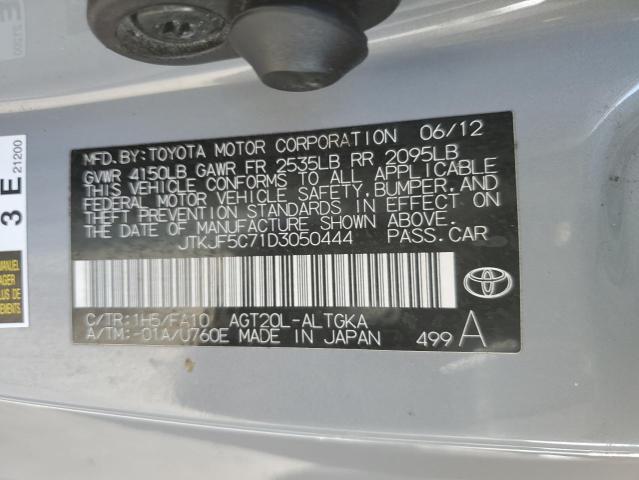 MFD.BY:TOYOTA MOTOR CORPORATION 06/12
GVWR 4150LB GAWR FR 2535LB RR 2095LB
THIS VEHICLE CONFORMS TO ALL APPLICABLE
FEDERAL MOTOR VEHICLE SAFETY,BUMPER,AND
THEFT PREVENTION STANDARDS IN EFFECT ON
THE DATE OF MANUFACTURE SHOWN ABOVE.
JTKJF5C71D3050444 PASS.CAR
C/TR:1H5/FA10 AGT20L-ALTGKA
A/TM:-01A/U760E MADE IN JAPAN 499 A
3 E
21200
MANUEL